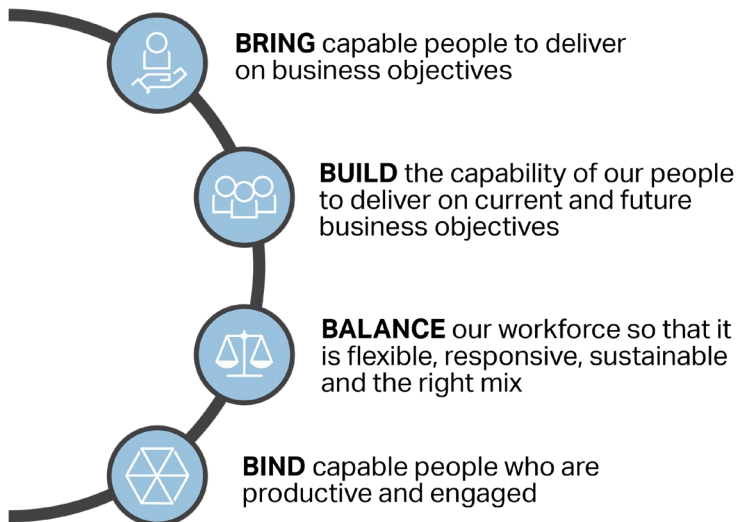 BRING capable people to deliver
on business objectives
BUILD the capability of our people
to deliver on current and future
business objectives
BALANCE our workforce so that it
is flexible, responsive, sustainable
and the right mix
BIND capable people who are
productive and engaged